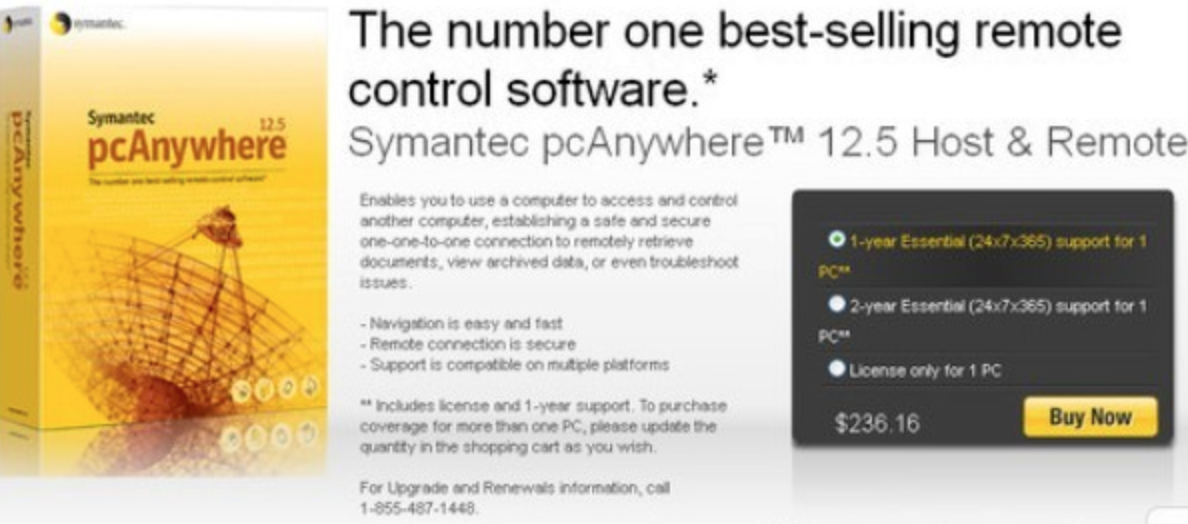 symantec.
Symantec
12.5
pcAnywhere
The number one best-selling remote control software*
Symantec
pcAnywhere
The number one best-selling remote
control software.*
Symantec pcAnywhere™ 12.5 Host & Remote
Enables you to use a computer to access and control
another computer, establishing a safe and secure
one-one-to-one connection to remotely retrieve
documents, view archived data, or even troubleshoot
issues.
- Navigation is easy and fast
- Remote connection is secure
- Support is compatible on multiple platforms
** Includes license and 1-year support. To purchase
coverage for more than one PC, please update the
quantity in the shopping cart as you wish.
For Upgrade and Renewals information, call
1-855-487-1448.
1-year Essential (24x7x365) support for 1
PC**
2-year Essential (24x7x365) support for 1
PC**
License only for 1 PC
$236.16
Buy Now